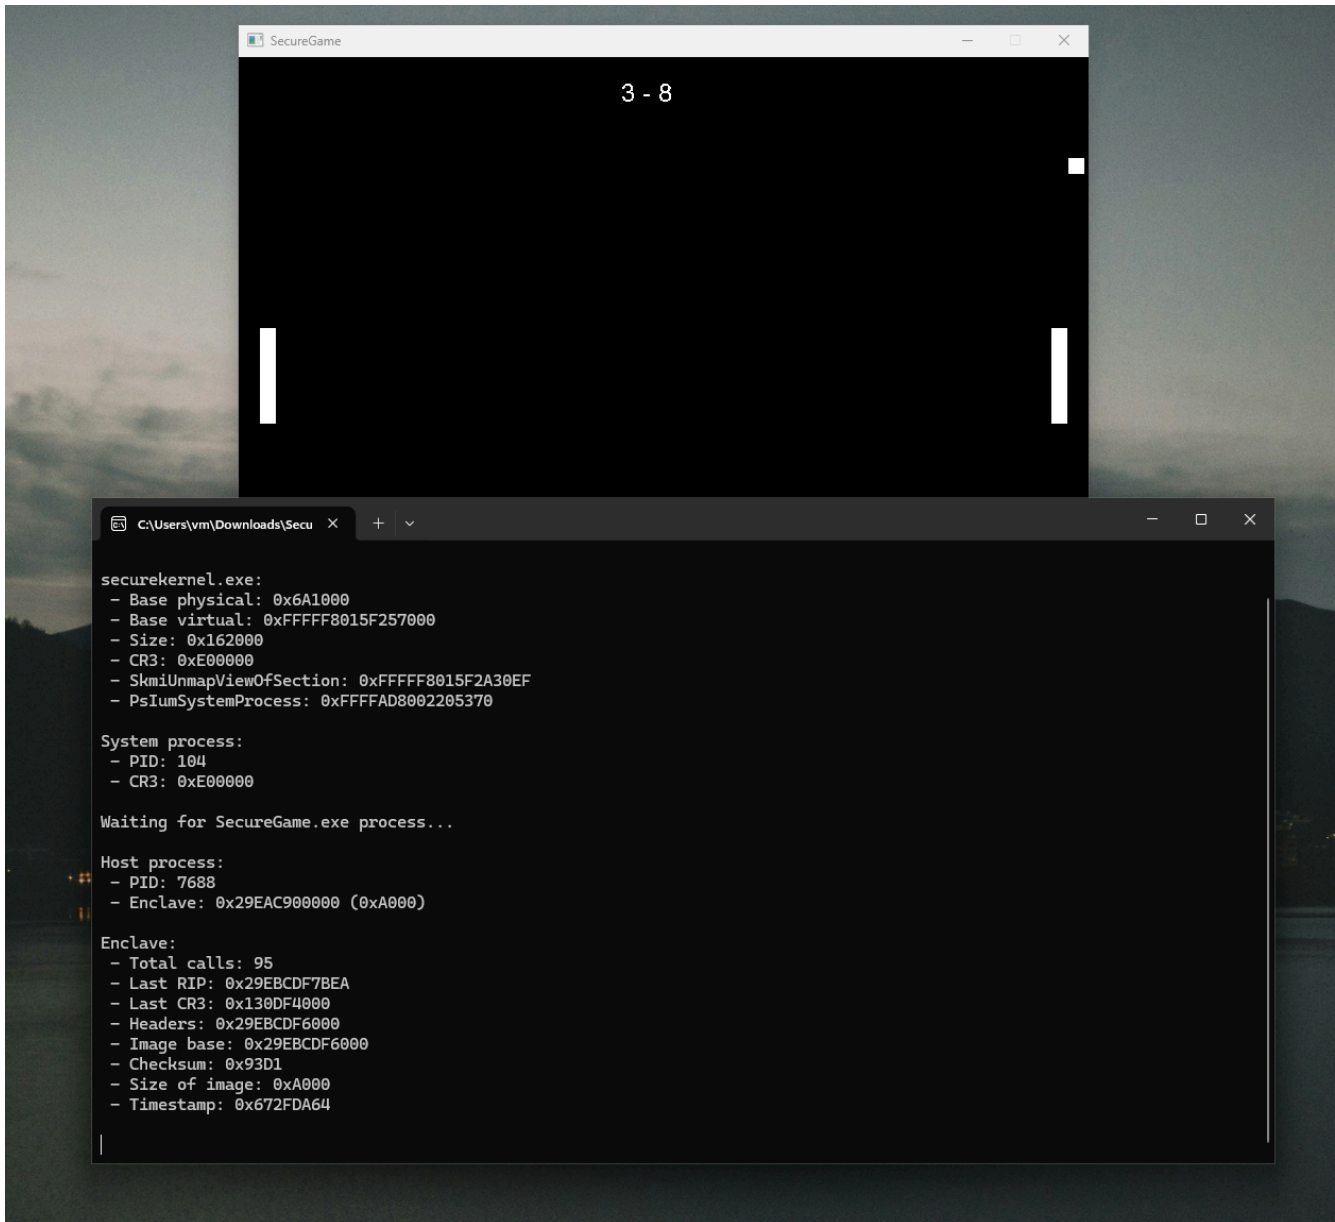 SecureGame
3 - 8
C:\Users\vm\Downloads\Secu
securekernel.exe:
- Base physical: 0x6A1000
- Base virtual: 0xFFFFF8015F257000
- Size: 0x162000
- CR3: 0xE00000
- SkmiUnmapViewOfSection: 0xFFFFF8015F2A30EF
- PsIumSystemProcess: 0xFFFFAD8002205370
System process:
- PID: 104
- CR3: 0xE00000
Waiting for SecureGame.exe process...
Host process:
- PID: 7688
- Enclave: 0x29EAC900000 (0xA000)
Enclave:
- Total calls: 95
- Last RIP: 0x29EBCDF7BEA
- Last CR3: 0x130DF4000
- Headers: 0x29EBCDF6000
- Image base: 0x29EBCDF6000
- Checksum: 0x93D1
- Size of image: 0xA000
- Timestamp: 0x672FDA64